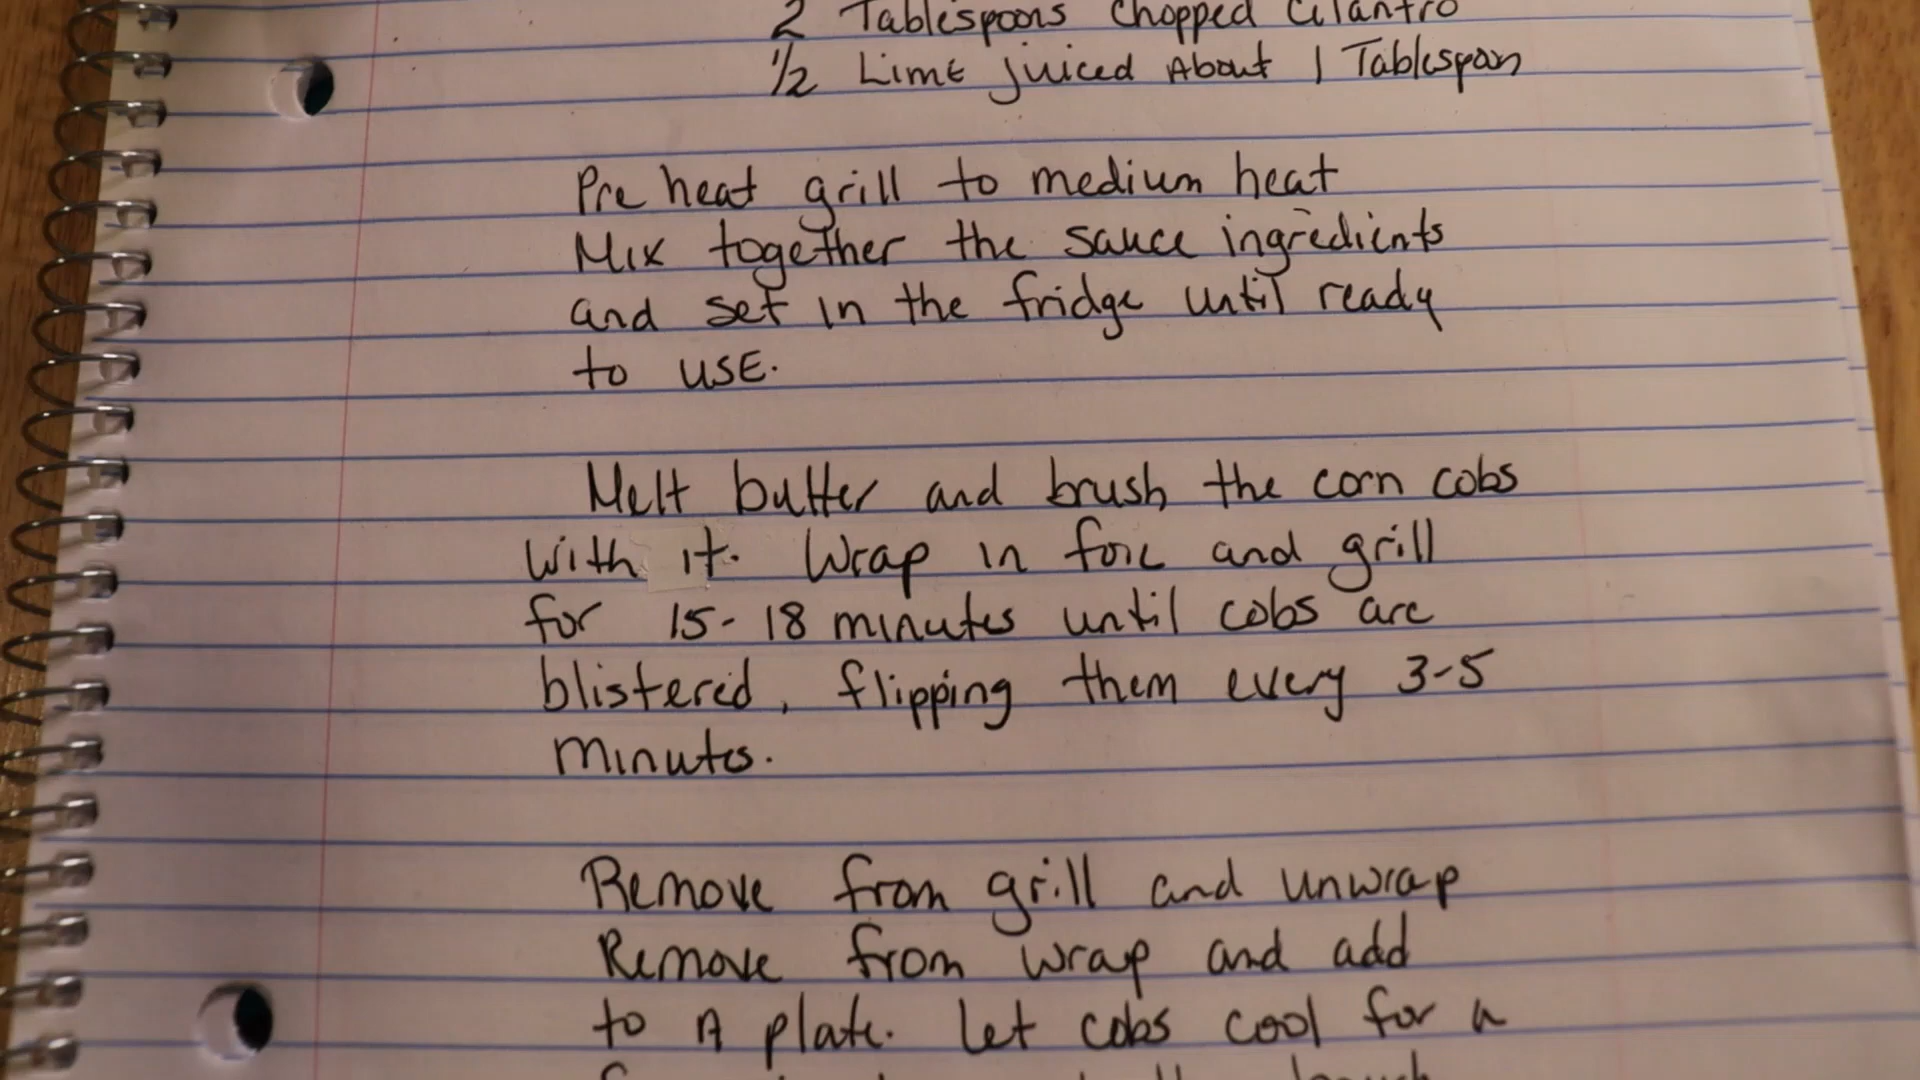 2 Tablespoons Chopped Cilantro
1/2 Lime juiced About 1 Tablespoon
Pre heat grill to medium heat
Mix together the sauce ingredients
and set in the fridge until ready
to use.
Melt butter and brush the corn cobs
with it. Wrap in foil and grill
for 15-18 minutes until cobs are
blistered, flipping them every 3-5
minutes.
Remove from grill and unwrap
Remove from wrap and add
to A plate. Let cobs cool for a